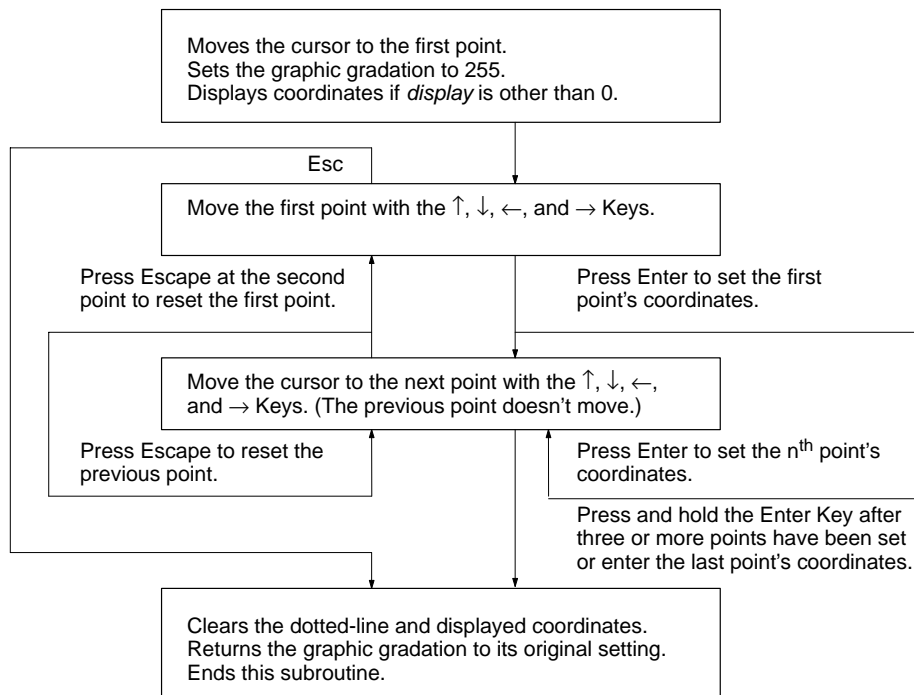 Moves the cursor to the first point.
Sets the graphic gradation to 255.
Displays coordinates if display is other than 0.
Esc
Move the first point with the ↑, ↓, ←, and → Keys.
Press Escape at the second
point to reset the first point.
Press Enter to set the first
point's coordinates.
Move the cursor to the next point with the ↑, ↓, ←,
and → Keys. (The previous point doesn't move.)
Press Escape to reset the
previous point.
Press Enter to set the nth point's
coordinates.
Press and hold the Enter Key after
three or more points have been set
or enter the last point's coordinates.
Clears the dotted-line and displayed coordinates.
Returns the graphic gradation to its original setting.
Ends this subroutine.